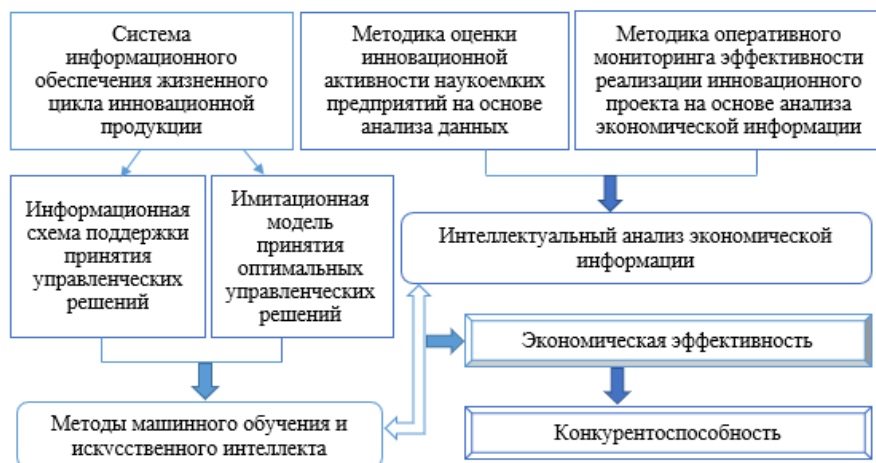 Система
информационного
обеспечения жизненного
цикла инновационной
продукции
Методика оценки
инновационной
активности наукоемких
предприятий на основе
анализа данных
Методика оперативного
мониторинга эффективности
реализации инновационного
проекта на основе анализа
экономической информации
Информационная
схема поддержки
принятия
управленческих
решений
Имитационная
модель
принятия
оптимальных
управленческих
решений
Интеллектуальный анализ экономической
информации
Экономическая эффективность
Методы машинного обучения и
искусственного интеллекта
Конкурентоспособность